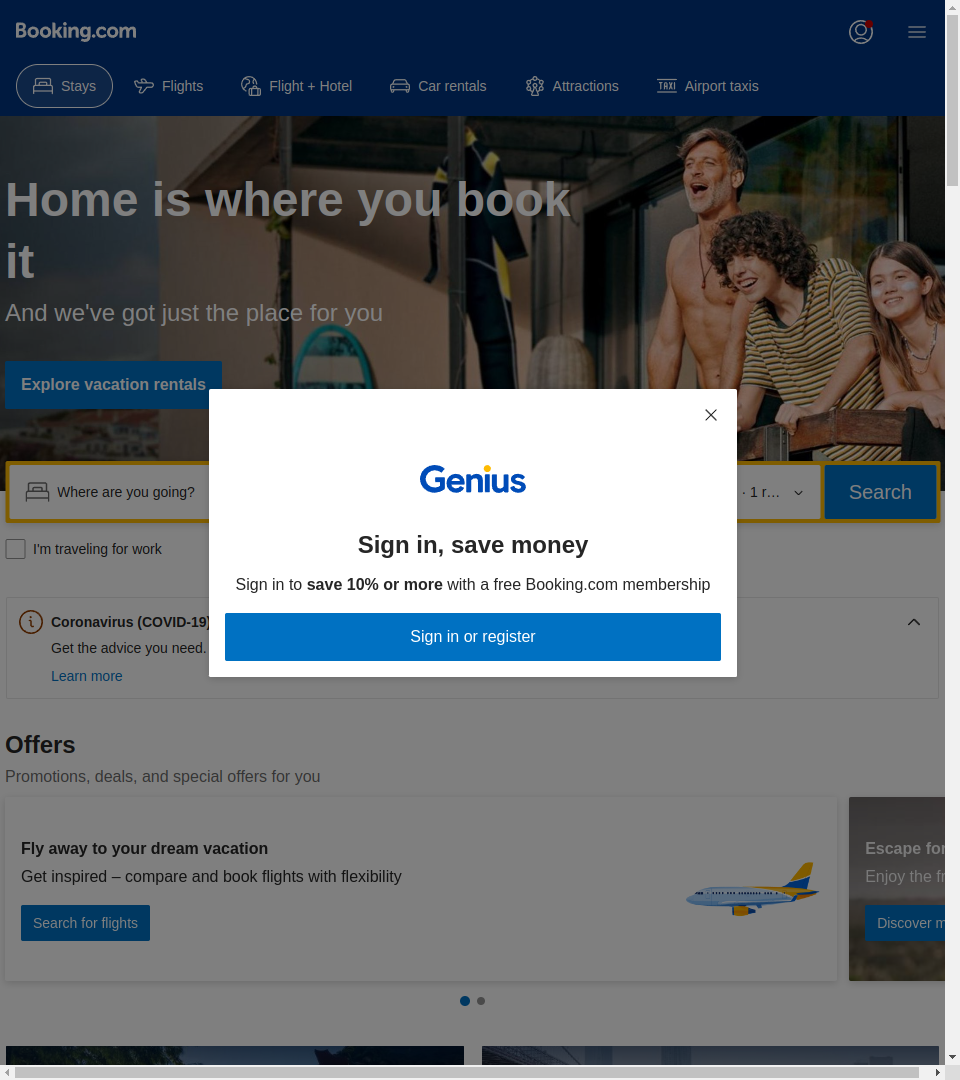 Booking.com
Stays
Flights
Flight + Hotel
Car rentals
Attractions
TAXI
Airport taxis
Home is where you book
it
And we've got just the place for you
Explore vacation rentals
Where are you going?
· 1 r…
Search
I'm traveling for work
Genius
Sign in, save money
Sign in to save 10% or more with a free Booking.com membership
Sign in or register
Coronavirus (COVID-19)
Get the advice you need.
Learn more
Offers
Promotions, deals, and special offers for you
Fly away to your dream vacation
Get inspired – compare and book flights with flexibility
Search for flights
Escape for
Enjoy the fr
Discover m